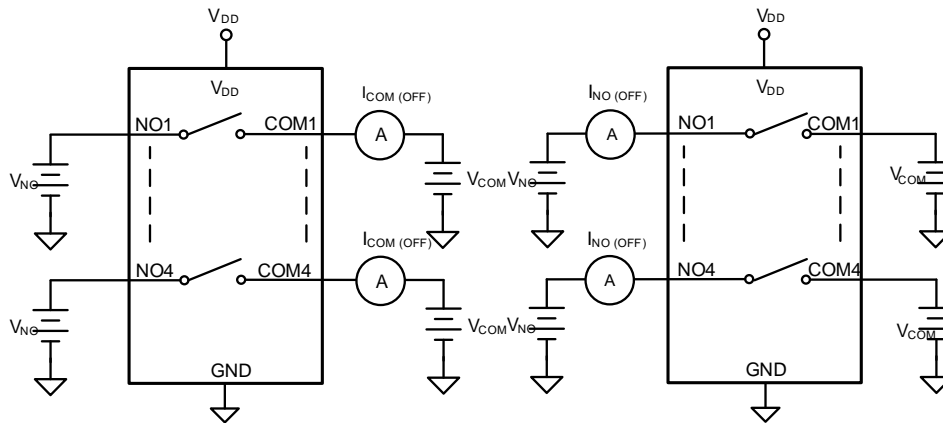 VDD
VDD
NO1
COM1
ICOM (OFF)
A
VNO
VCOM
ICOM (OFF)
NO4
COM4
A
VNO
VCOM
GND
VDD
VDD
INO (OFF)
A
NO1
COM1
VNO
VCOM
INO (OFF)
A
NO4
COM4
VNO
VCOM
GND